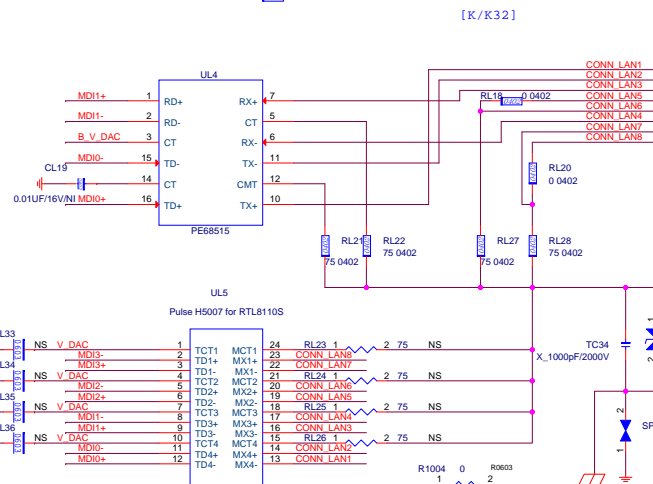 [K/K32]
UL4
CONN_LAN1
CONN_LAN2
CONN_LAN3
CONN_LAN5
CONN_LAN6
CONN_LAN4
CONN_LAN7
CONN_LAN8
RL18 0 0402
MDI1+ 1 RD+ RX+ 7
MDI1- 2 RD- CT 5
B_V_DAC 3 CT RX- 6
MDI0- 15 TD- TX- 11
CL19 14 CT CMT 12
0.01UF/16V/NI MDI0+ 16 TD+ TX+ 10
PE68515
RL20
0 0402
RL21 RL22 RL27 RL28
75 0402 75 0402 75 0402 75 0402
UL5
Pulse H5007 for RTL8110S
TC34
X_1000pF/2000V
L33 0603 NS V_DAC 1 TCT1 MCT1 24 RL23 1 2 75 NS
MDI3- 2 TD1+ MX1+ 23 CONN_LAN8
MDI3+ 3 TD1- MX1- 22 CONN_LAN7
L34 0603 NS V_DAC 4 TCT2 MCT2 21 RL24 1 2 75 NS
MDI2- 5 TD2+ MX2+ 20 CONN_LAN6
MDI2+ 6 TD2- MX2- 19 CONN_LAN5
L35 0603 NS V_DAC 7 TCT3 MCT3 18 RL25 1 2 75 NS
MDI1- 8 TD3+ MX3+ 17 CONN_LAN4
MDI1+ 9 TD3- MX3- 16 CONN_LAN3
L36 0603 NS V_DAC 10 TCT4 MCT4 15 RL26 1 2 75 NS
MDI0- 11 TD4+ MX4+ 14 CONN_LAN2
MDI0+ 12 TD4- MX4- 13 CONN_LAN1
1
2
2
SP
1
R1004 0 R0603
1 2